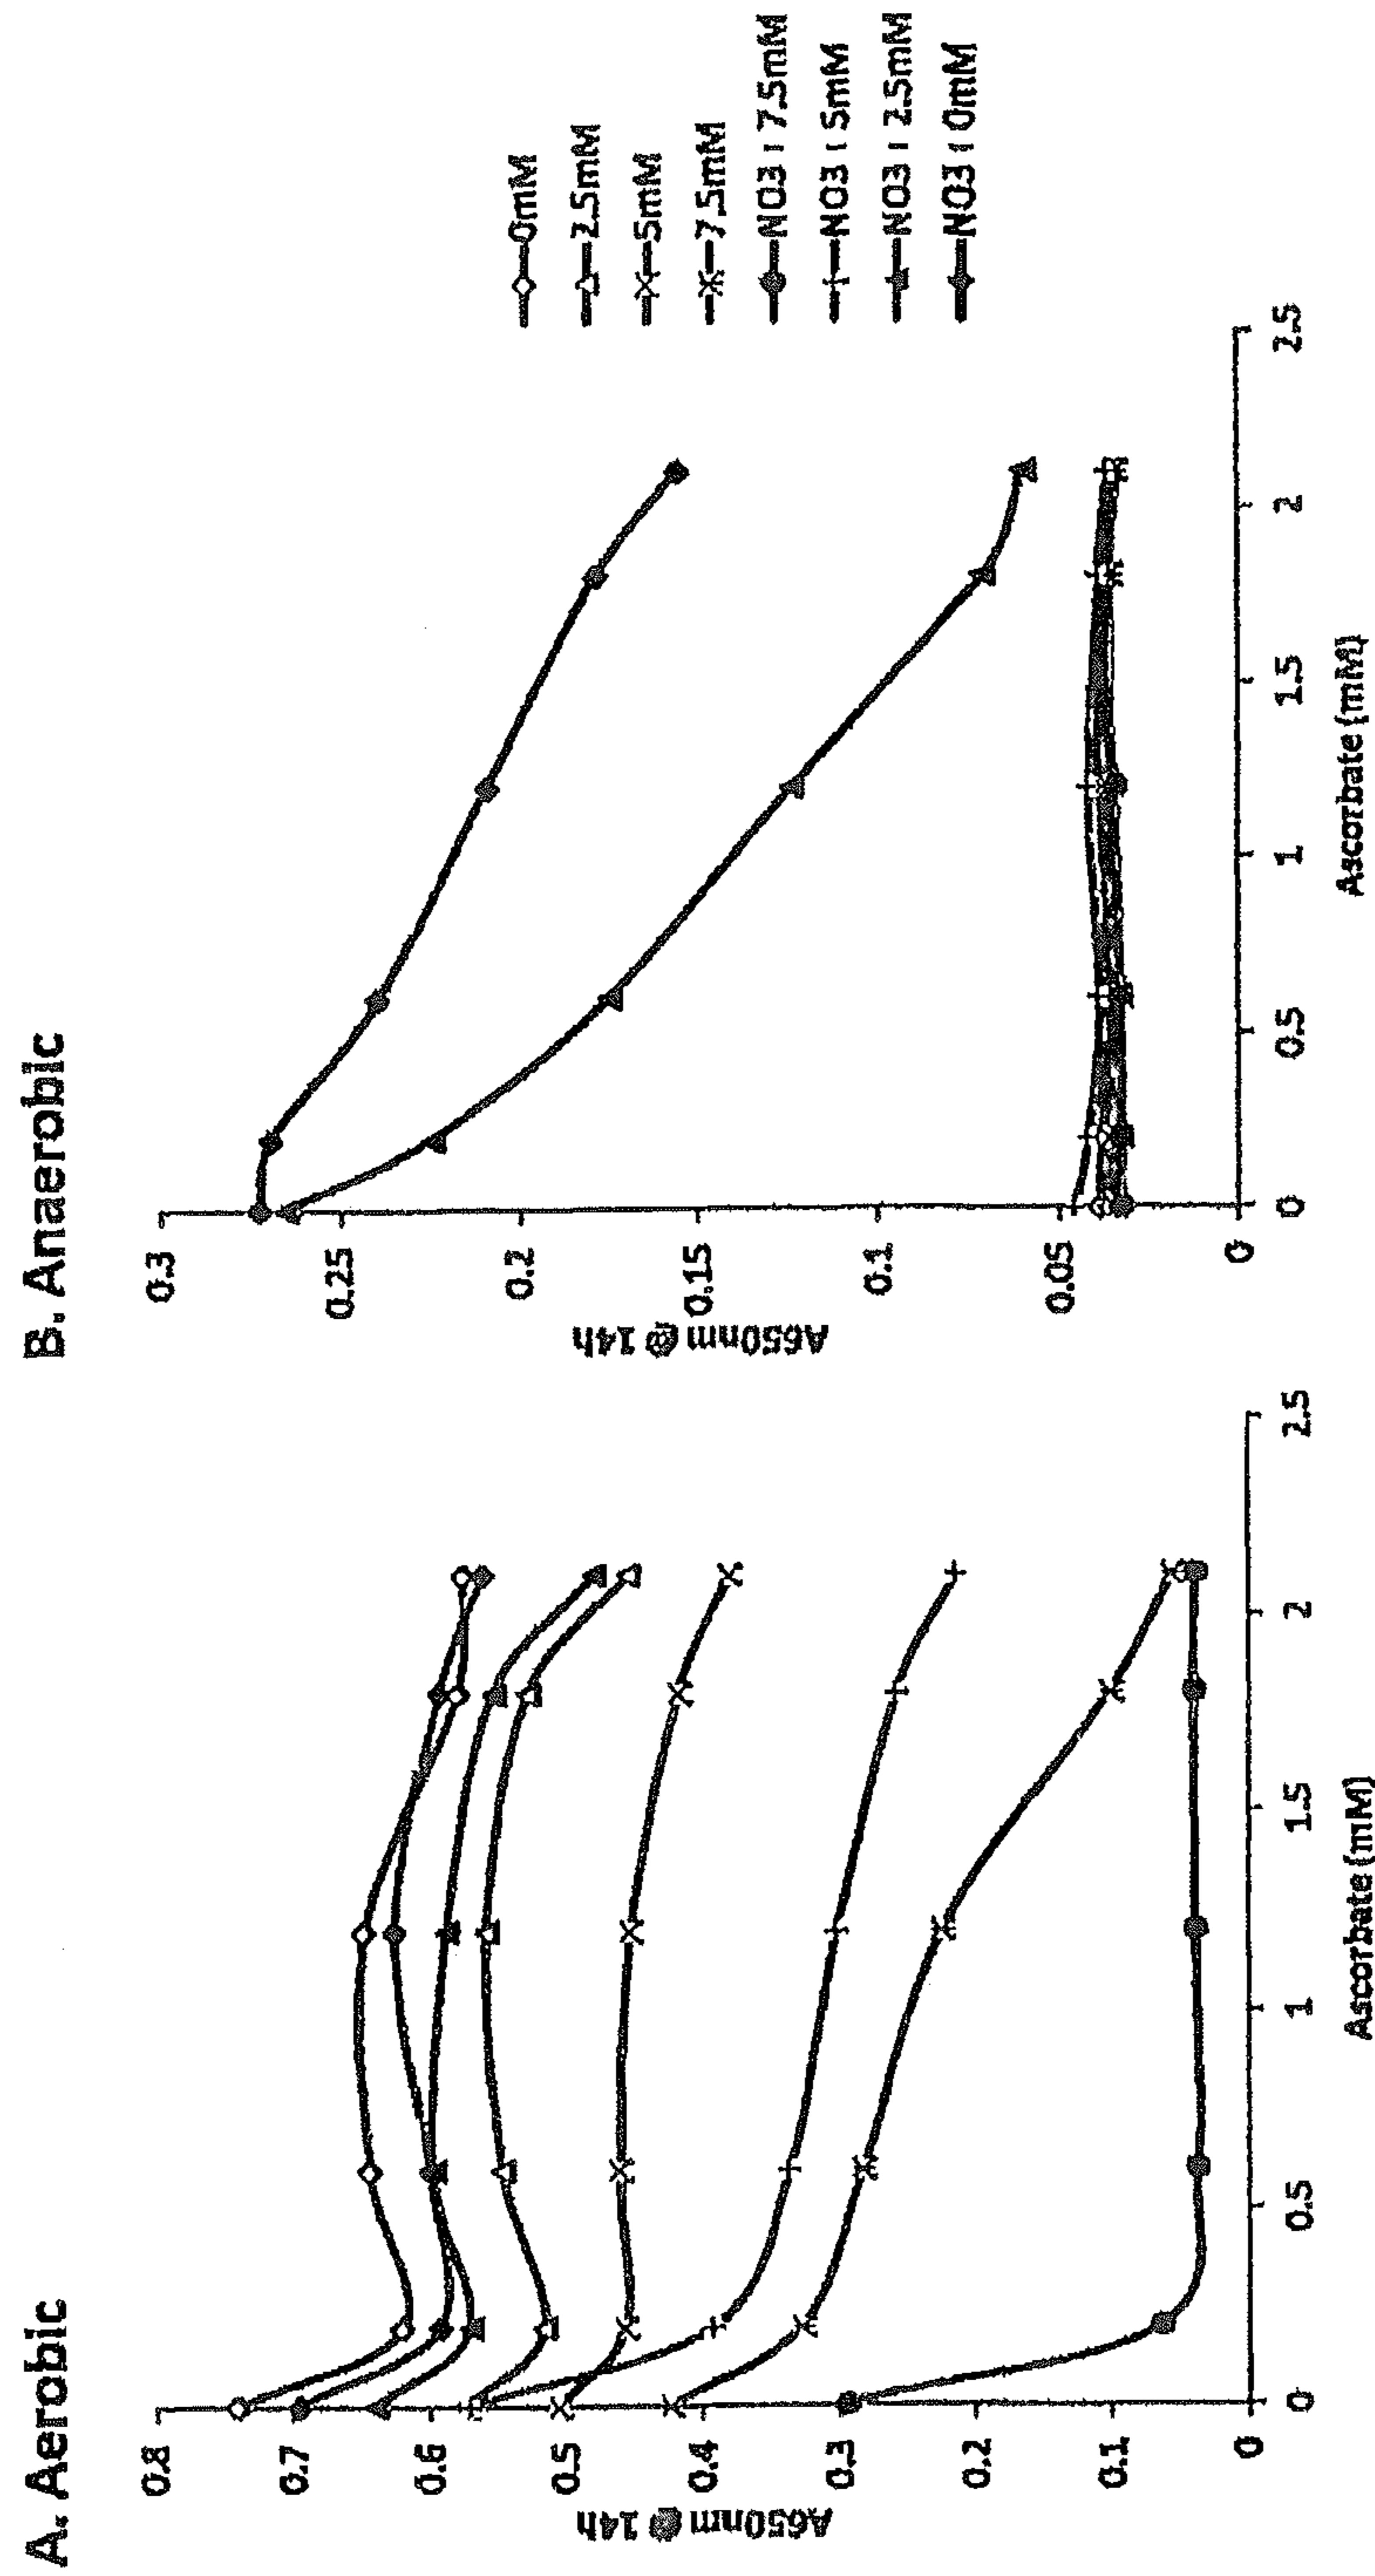 A. Aerobic
A650nm @ 14h
0.8
0.7
0.6
0.5
0.4
0.3
0.2
0.1
0
0
0.5
1
1.5
2
2.5
Ascorbate (mM)
B. Anaerobic
A650nm @ 14h
0.3
0.25
0.2
0.15
0.1
0.05
0
0
0.5
1
1.5
2
2.5
Ascorbate (mM)
0mM
2.5mM
5mM
7.5mM
NO3 : 7.5mM
NO3 : 5mM
NO3 : 2.5mM
NO3 : 0mM